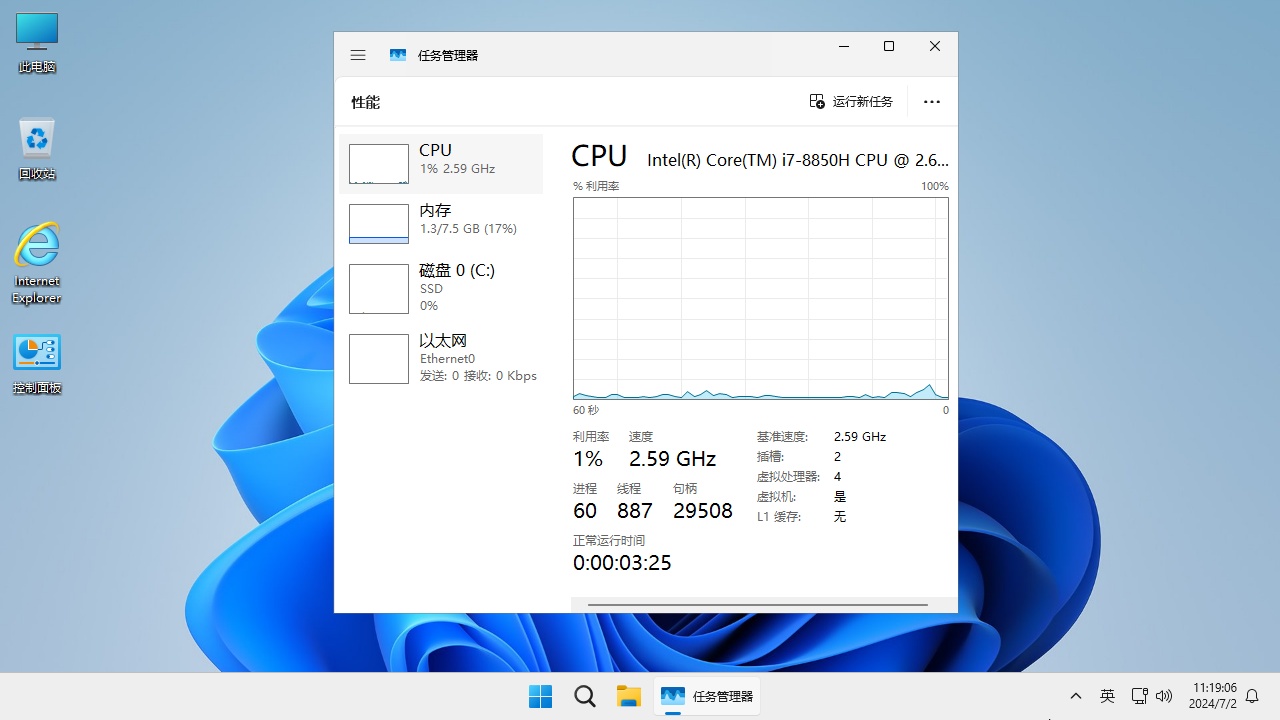 此电脑
回收站
Internet
Explorer
控制面板
任务管理器
性能
运行新任务
CPU
1% 2.59 GHz
内存
1.3/7.5 GB (17%)
磁盘 0 (C:)
SSD
0%
以太网
Ethernet0
发送: 0 接收: 0 Kbps
CPU
Intel(R) Core(TM) i7-8850H CPU @ 2.6...
% 利用率
100%
60 秒
0
利用率
速度
1%
2.59 GHz
进程
线程
句柄
60
887
29508
正常运行时间
0:00:03:25
基准速度: 2.59 GHz
插槽: 2
虚拟处理器: 4
虚拟机: 是
L1 缓存: 无
任务管理器
英
11:19:06
2024/7/2